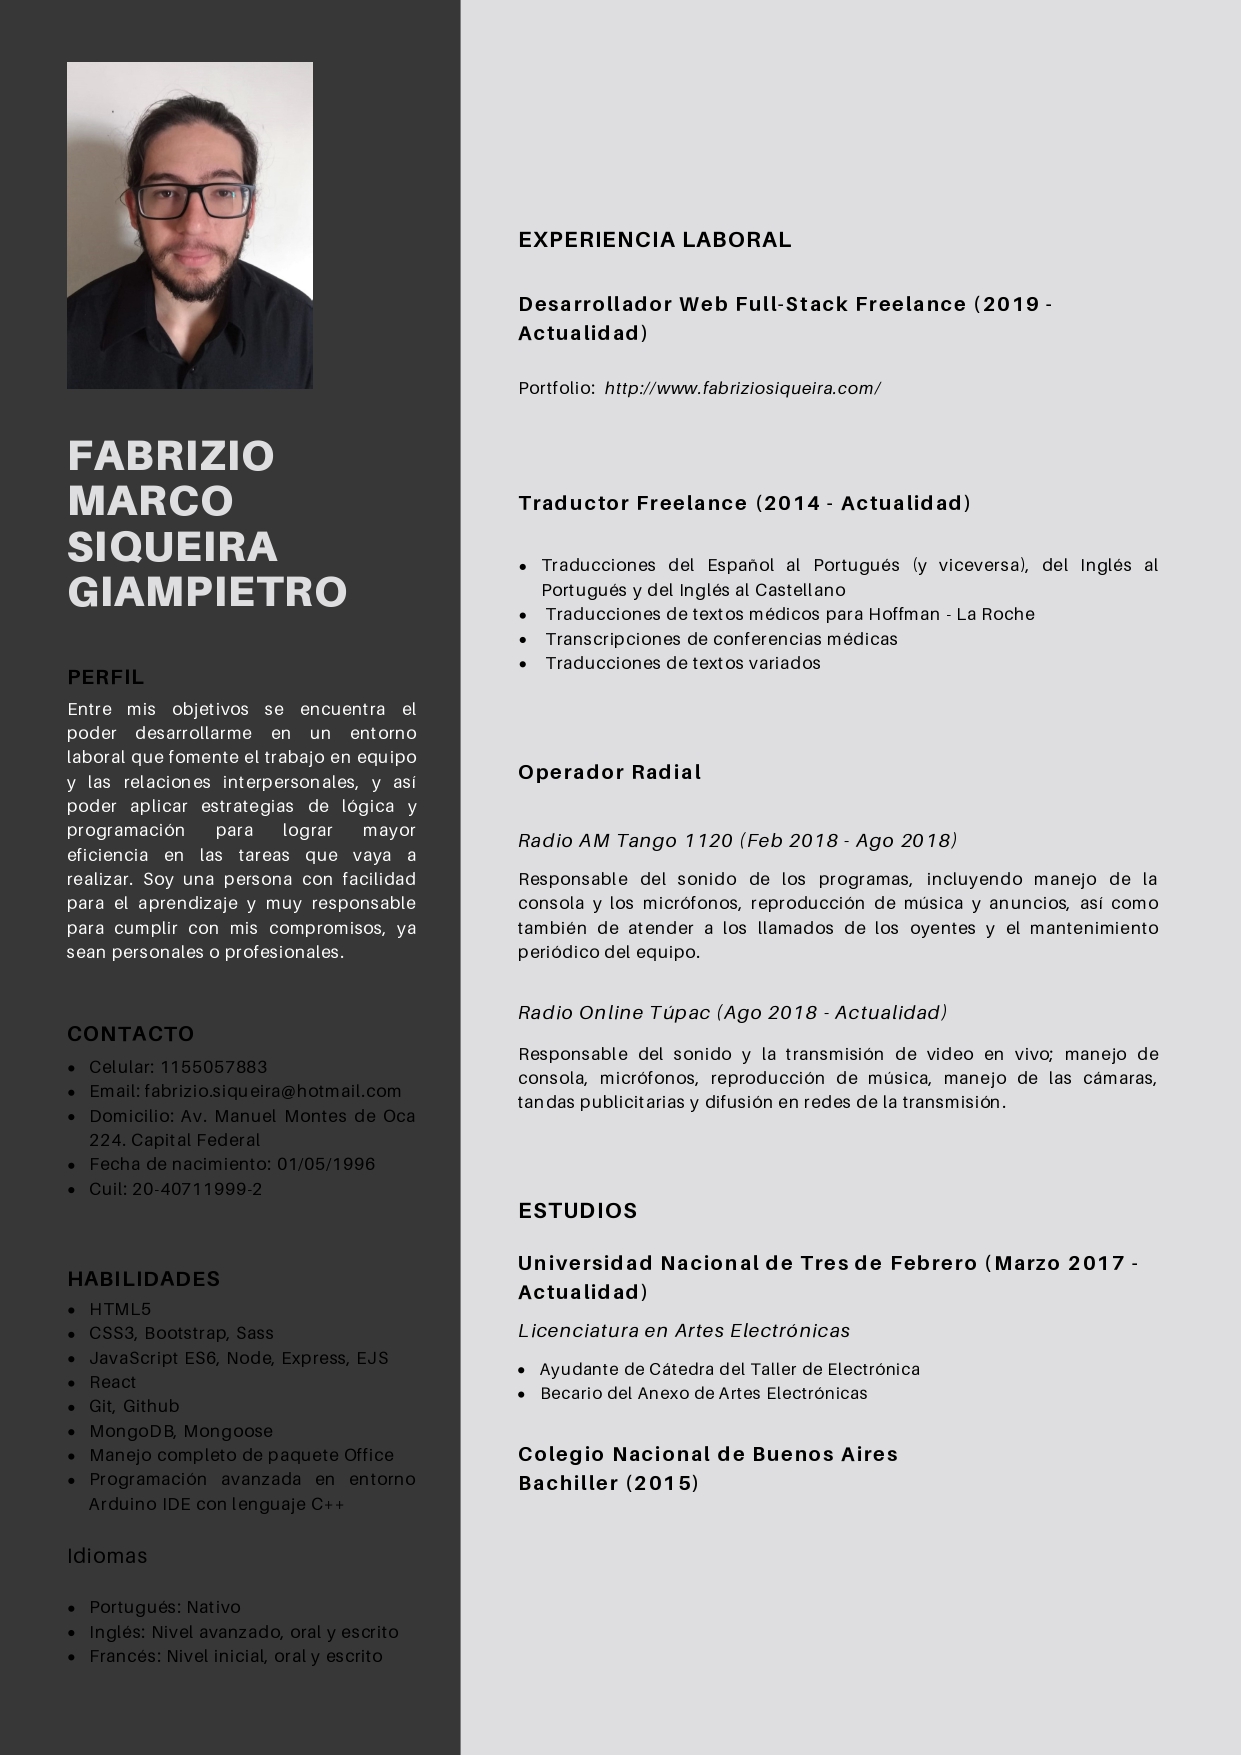 FABRIZIO
MARCO
SIQUEIRA
GIAMPIETRO
PERFIL
Entre mis objetivos se encuentra el
poder desarrollarme en un entorno
laboral que fomente el trabajo en equipo
y las relaciones interpersonales, y así
poder aplicar estrategias de lógica y
programación para lograr mayor
eficiencia en las tareas que vaya a
realizar. Soy una persona con facilidad
para el aprendizaje y muy responsable
para cumplir con mis compromisos, ya
sean personales o profesionales.
CONTACTO
• Celular: 1155057883
• Email: fabrizio.siqueira@hotmail.com
• Domicilio: Av. Manuel Montes de Oca
224. Capital Federal
• Fecha de nacimiento: 01/05/1996
• Cuil: 20-40711999-2
HABILIDADES
• HTML5
• CSS3, Bootstrap, Sass
• JavaScript ES6, Node, Express, EJS
• React
• Git, Github
• MongoDB, Mongoose
• Manejo completo de paquete Office
• Programación avanzada en entorno
Arduino IDE con lenguaje C++
Idiomas
• Portugués: Nativo
• Inglés: Nivel avanzado, oral y escrito
• Francés: Nivel inicial, oral y escrito
EXPERIENCIA LABORAL
Desarrollador Web Full-Stack Freelance (2019 -
Actualidad)
Portfolio: http://www.fabriziosiqueira.com/
Traductor Freelance (2014 - Actualidad)
• Traducciones del Español al Portugués (y viceversa), del Inglés al
Portugués y del Inglés al Castellano
• Traducciones de textos médicos para Hoffman - La Roche
• Transcripciones de conferencias médicas
• Traducciones de textos variados
Operador Radial
Radio AM Tango 1120 (Feb 2018 - Ago 2018)
Responsable del sonido de los programas, incluyendo manejo de la
consola y los micrófonos, reproducción de música y anuncios, así como
también de atender a los llamados de los oyentes y el mantenimiento
periódico del equipo.
Radio Online Túpac (Ago 2018 - Actualidad)
Responsable del sonido y la transmisión de video en vivo; manejo de
consola, micrófonos, reproducción de música, manejo de las cámaras,
tandas publicitarias y difusión en redes de la transmisión.
ESTUDIOS
Universidad Nacional de Tres de Febrero (Marzo 2017 -
Actualidad)
Licenciatura en Artes Electrónicas
• Ayudante de Cátedra del Taller de Electrónica
• Becario del Anexo de Artes Electrónicas
Colegio Nacional de Buenos Aires
Bachiller (2015)